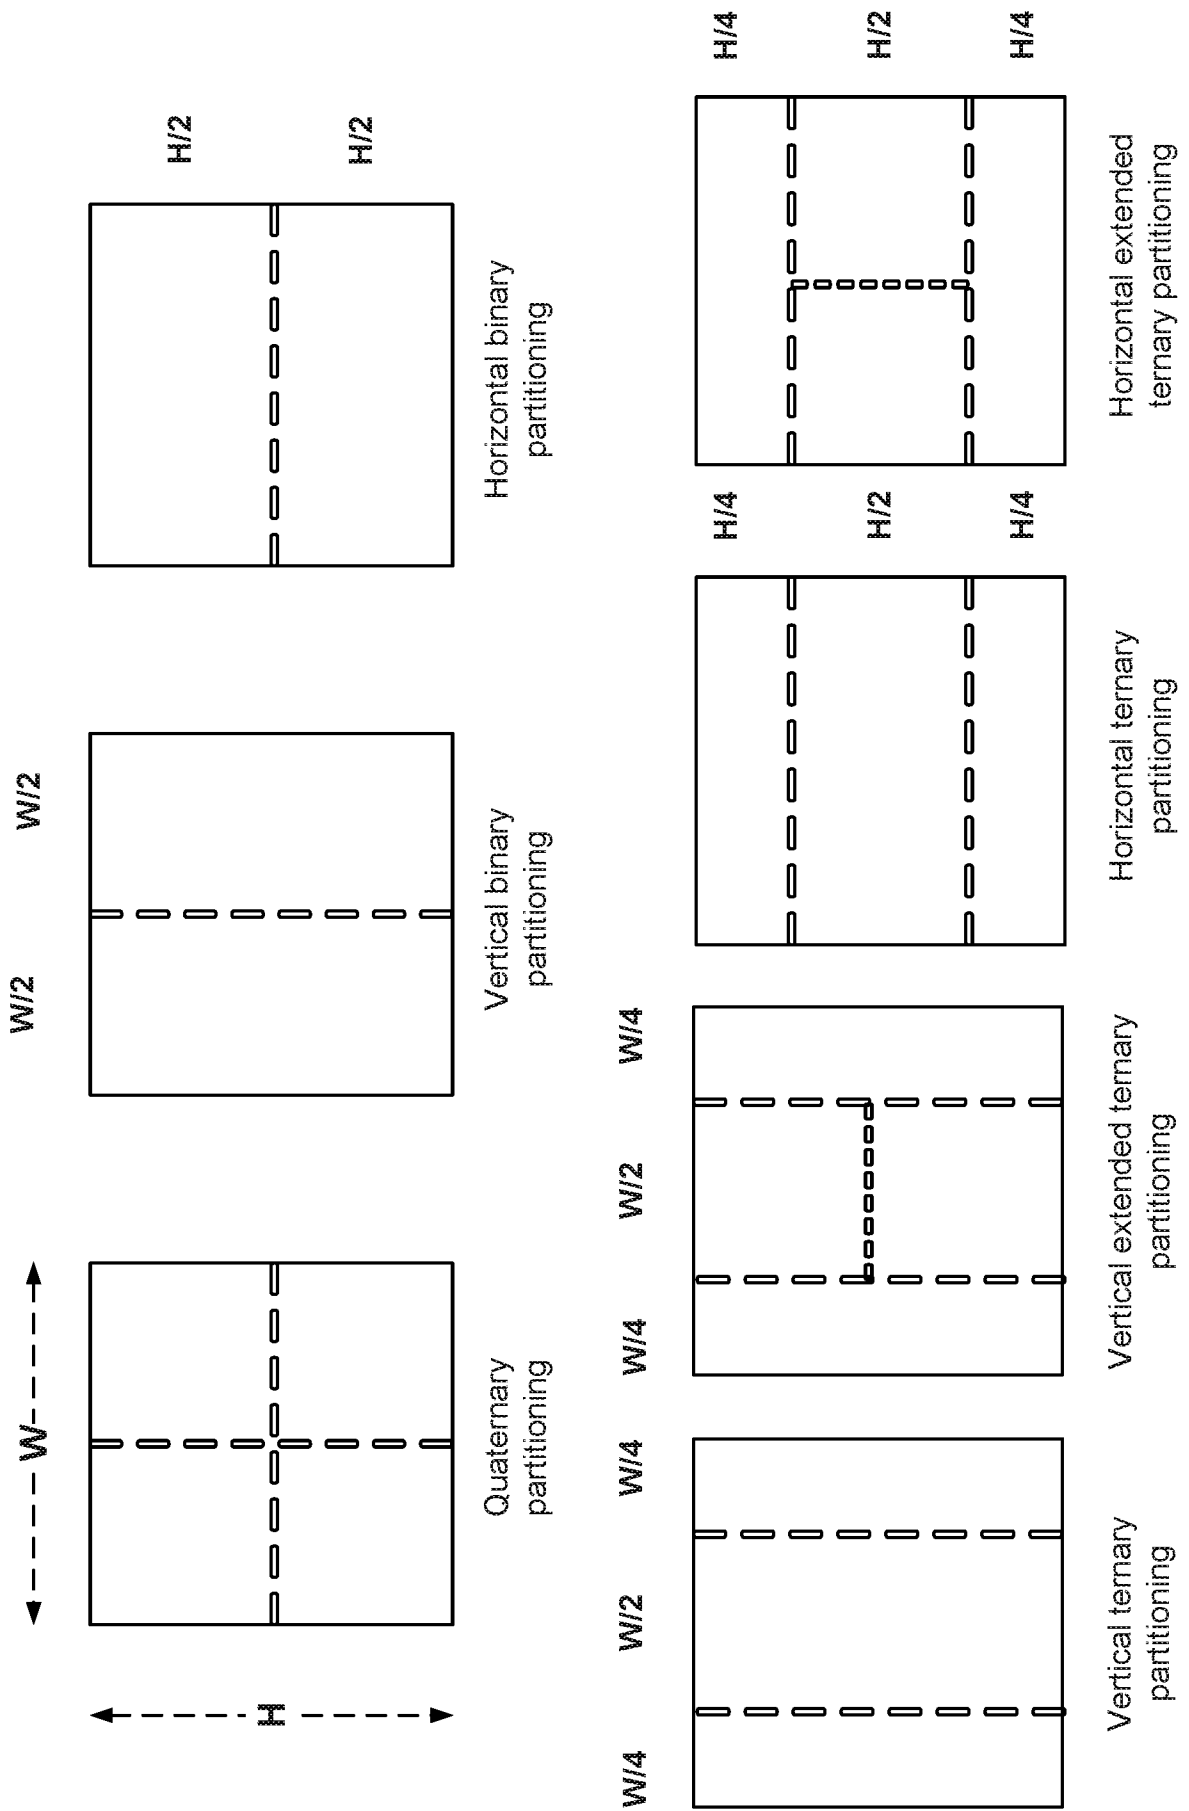 W
H
Quaternary
partitioning
W/2
W/2
Vertical binary
partitioning
H/2
H/2
Horizontal binary
partitioning
W/4
W/2
W/4
Vertical ternary
partitioning
W/4
W/2
W/4
Vertical extended ternary
partitioning
H/4
H/2
H/4
Horizontal ternary
partitioning
H/4
H/2
H/4
Horizontal extended
ternary partitioning